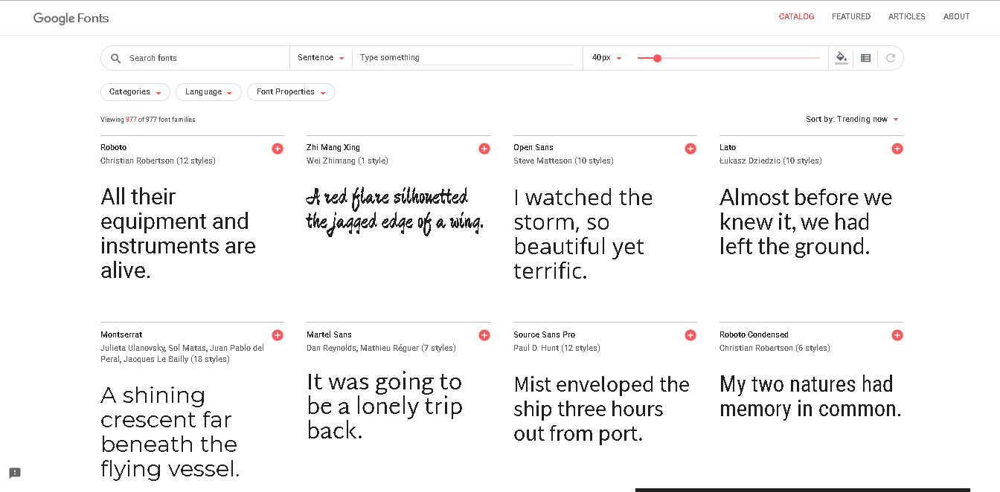 Google Fonts
CATALOG FEATURED ARTICLES ABOUT
Search fonts Sentence Type something 40px
Categories Language Font Properties
Viewing 977 of 977 font families
Sort by: Trending now
Roboto
Christian Robertson (12 styles)
All their
equipment and
instruments are
alive.
Zhi Mang Xing
Wei Zhimang (1 style)
A red flare silhouetted
the jagged edge of a wing.
Open Sans
Steve Matteson (10 styles)
I watched the
storm, so
beautiful yet
terrific.
Lato
Łukasz Dziedzic (10 styles)
Almost before we
knew it, we had
left the ground.
Montserrat
Julieta Ulanovsky, Sol Matas, Juan Pablo del
Peral, Jacques Le Bailly (18 styles)
A shining
crescent far
beneath the
flying vessel.
Martel Sans
Dan Reynolds, Mathieu Réguer (7 styles)
It was going to
be a lonely trip
back.
Source Sans Pro
Paul D. Hunt (12 styles)
Mist enveloped the
ship three hours
out from port.
Roboto Condensed
Christian Robertson (6 styles)
My two natures had
memory in common.